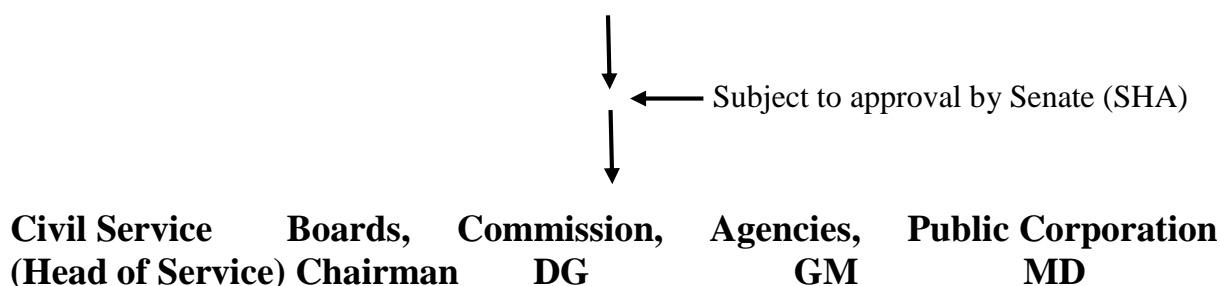 Subject to approval by Senate (SHA)
Civil Service Boards, Commission, Agencies, Public Corporation
(Head of Service) Chairman DG GM MD